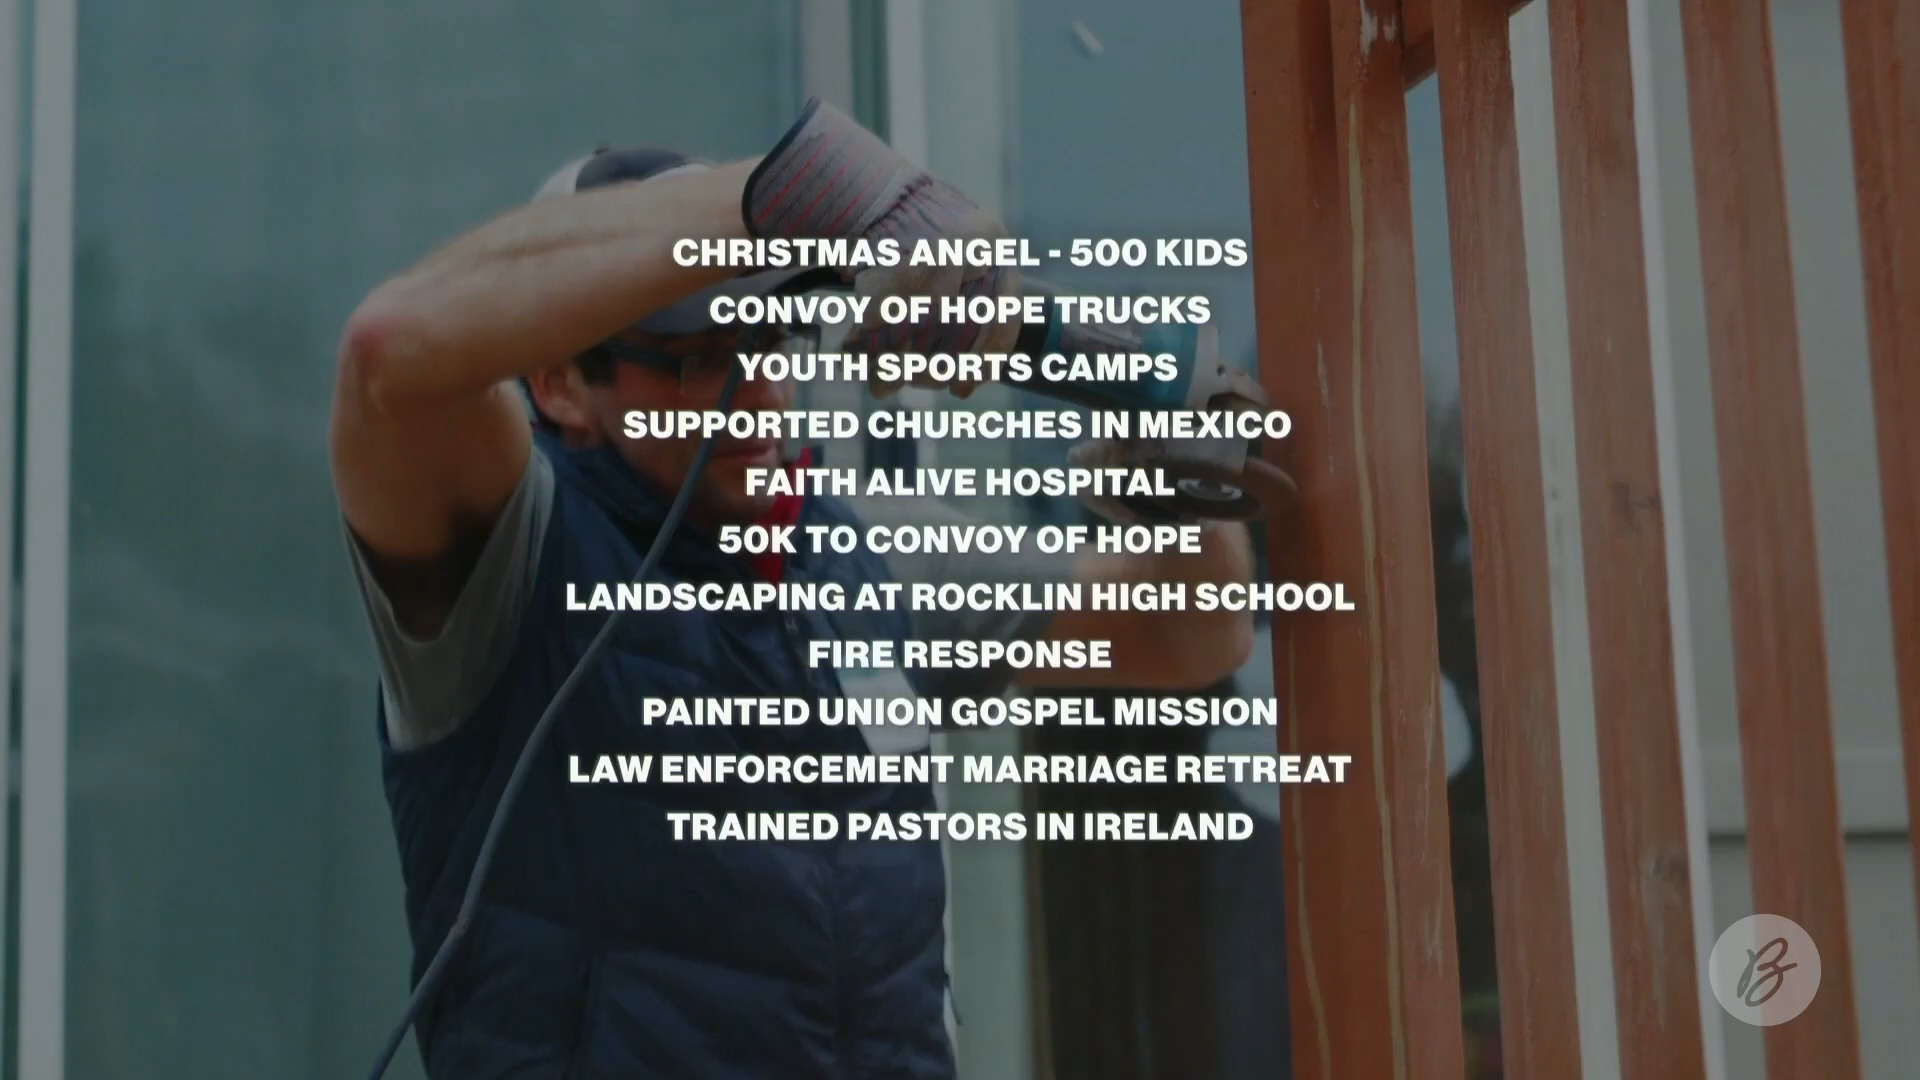 CHRISTMAS ANGEL - 500 KIDS
CONVOY OF HOPE TRUCKS
YOUTH SPORTS CAMPS
SUPPORTED CHURCHES IN MEXICO
FAITH ALIVE HOSPITAL
50K TO CONVOY OF HOPE
LANDSCAPING AT ROCKLIN HIGH SCHOOL
FIRE RESPONSE
PAINTED UNION GOSPEL MISSION
LAW ENFORCEMENT MARRIAGE RETREAT
TRAINED PASTORS IN IRELAND
B